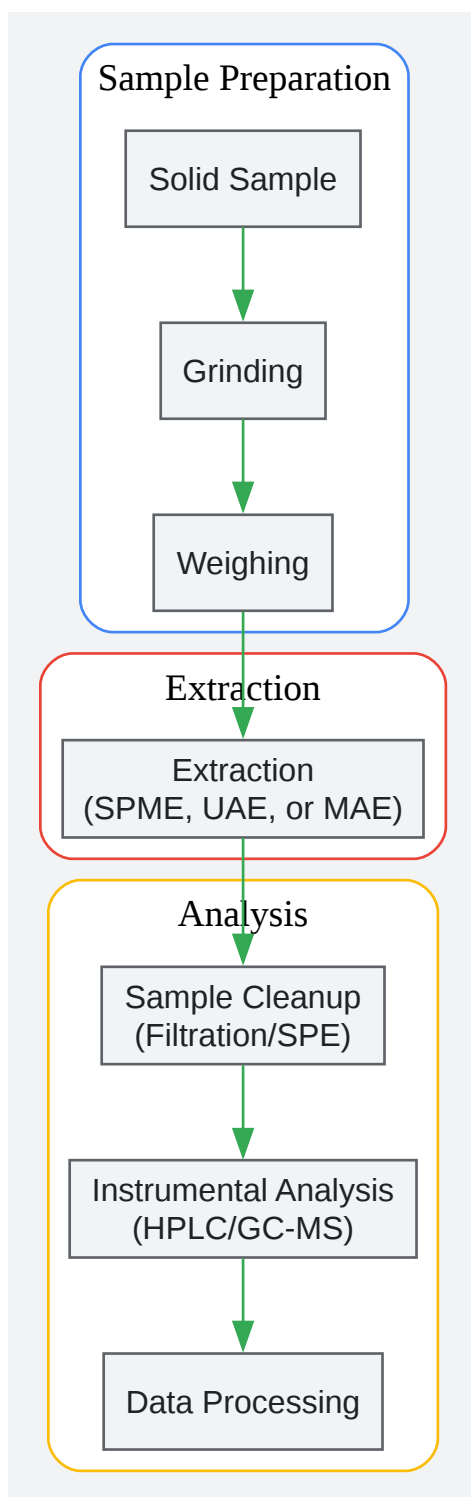 Sample Preparation
Solid Sample
Grinding
Weighing
Extraction
Extraction
(SPME, UAE, or MAE)
Analysis
Sample Cleanup
(Filtration/SPE)
Instrumental Analysis
(HPLC/GC-MS)
Data Processing